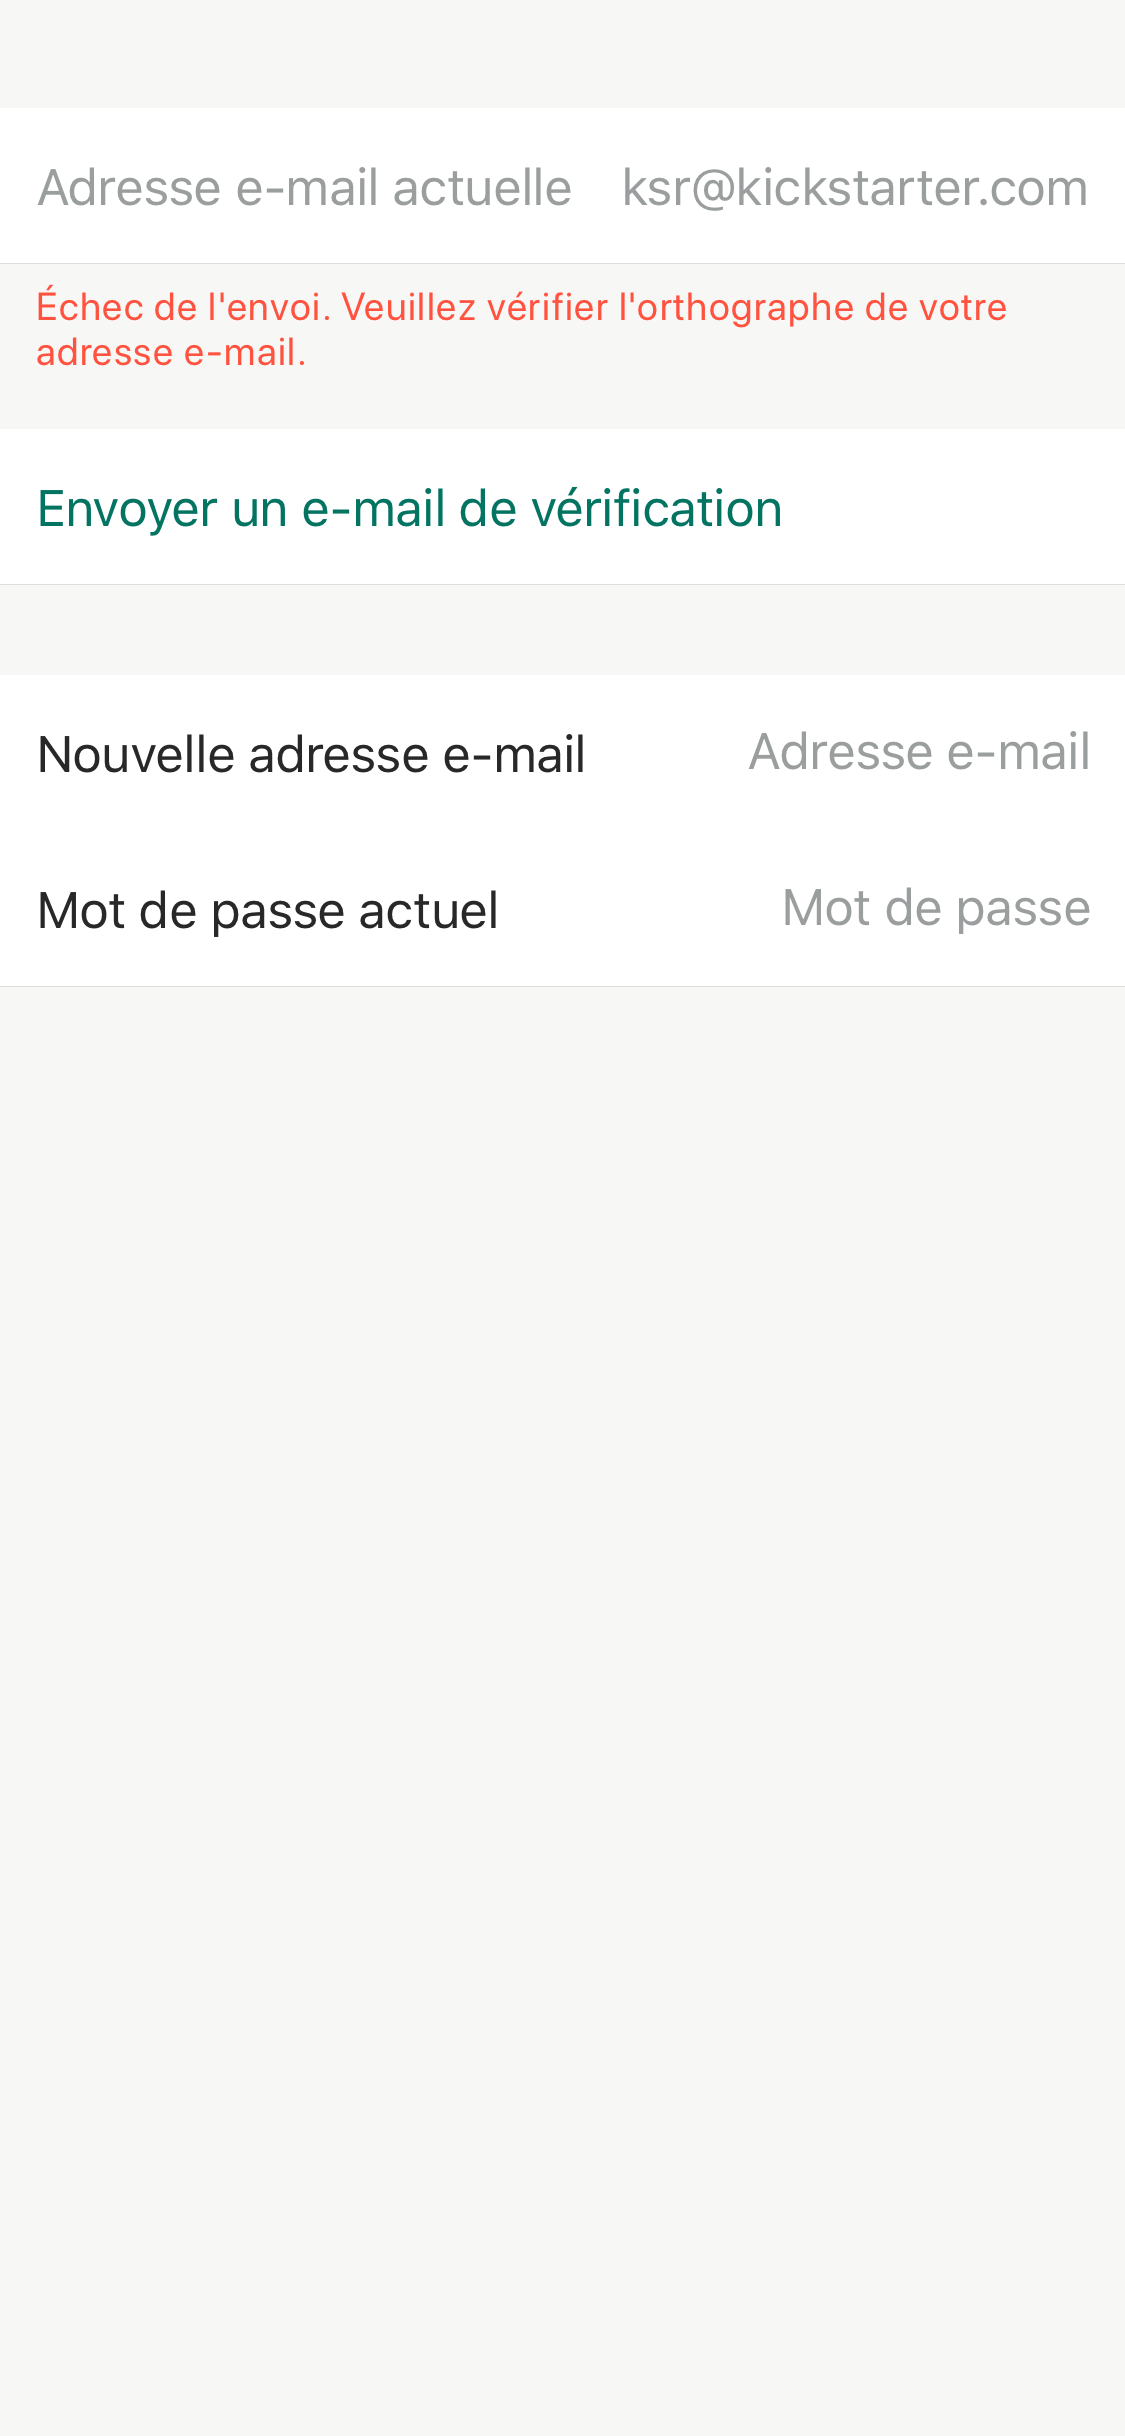 Adresse e-mail actuelle ksr@kickstarter.com
Échec de l'envoi. Veuillez vérifier l'orthographe de votre
adresse e-mail.
Envoyer un e-mail de vérification
Nouvelle adresse e-mail Adresse e-mail
Mot de passe actuel Mot de passe